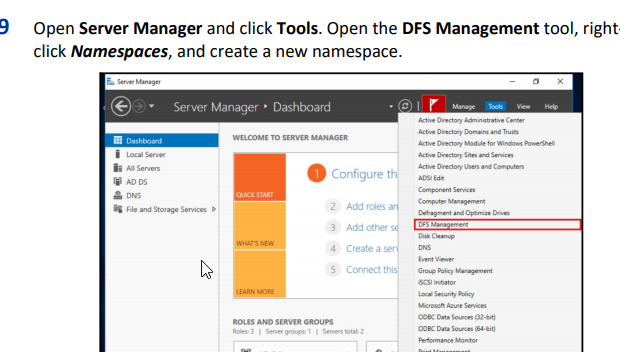 9 Open Server Manager and click Tools. Open the DFS Management tool, right-
click Namespaces, and create a new namespace.
Server Manager
Server Manager • Dashboard
Manage Tools View Help
Dashboard
Local Server
All Servers
AD DS
DNS
File and Storage Services
WELCOME TO SERVER MANAGER
QUICK START
WHAT'S NEW
LEARN MORE
1 Configure th
2 Add roles an
3 Add other se
4 Create a serv
5 Connect this
ROLES AND SERVER GROUPS
Roles: 3 | Server groups: 1 | Servers total: 2
Active Directory Administrative Center
Active Directory Domains and Trusts
Active Directory Module for Windows PowerShell
Active Directory Sites and Services
Active Directory Users and Computers
ADSI Edit
Component Services
Computer Management
Defragment and Optimize Drives
DFS Management
Disk Cleanup
DNS
Event Viewer
Group Policy Management
iSCSI Initiator
Local Security Policy
Microsoft Azure Services
ODBC Data Sources (32-bit)
ODBC Data Sources (64-bit)
Performance Monitor
Print Management